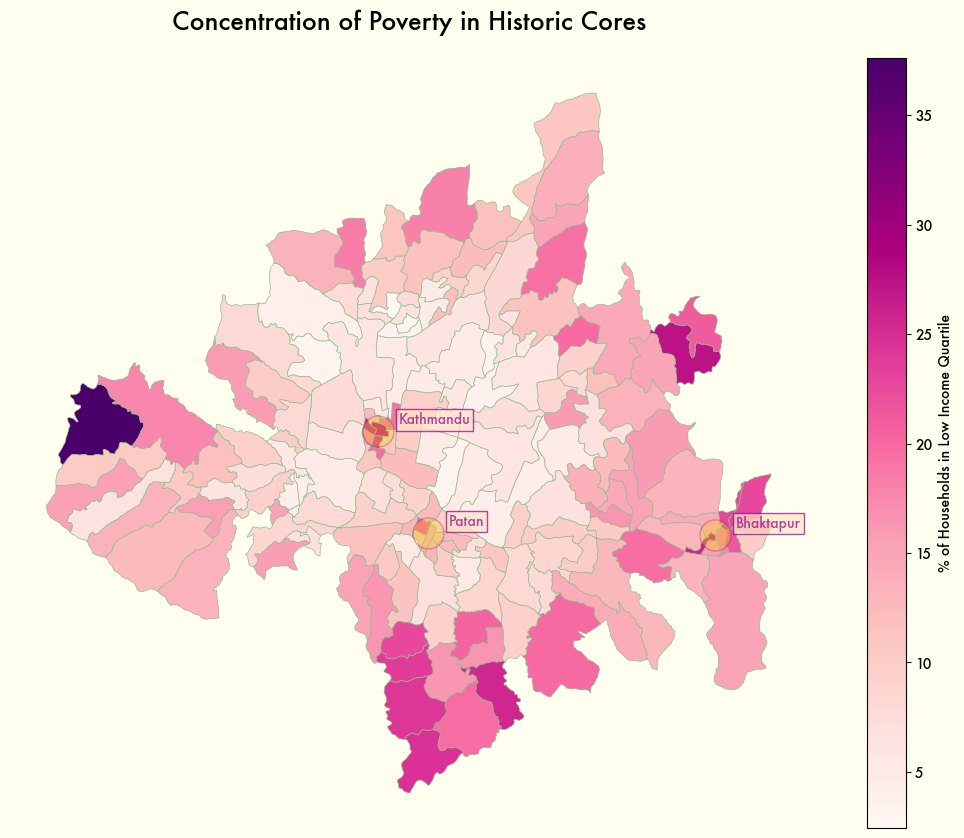 Concentration of Poverty in Historic Cores
35
30
25
20
15
10
5
% of Households in Low Income Quartile
Kathmandu
Patan
Bhaktapur